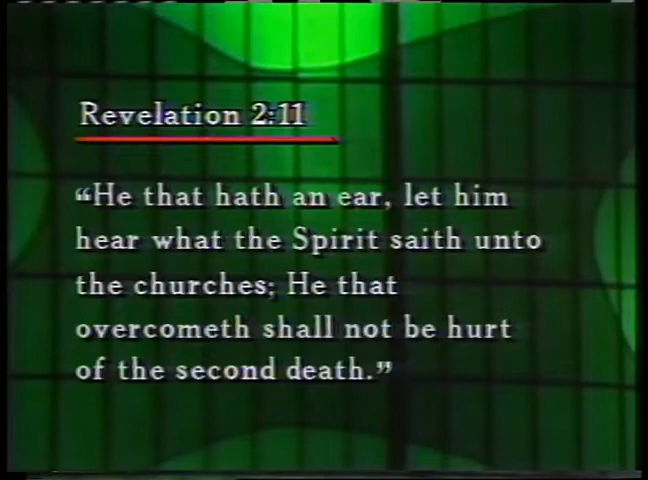 Revelation 2:11
“He that hath an ear, let him
hear what the Spirit saith unto
the churches; He that
overcometh shall not be hurt
of the second death.”